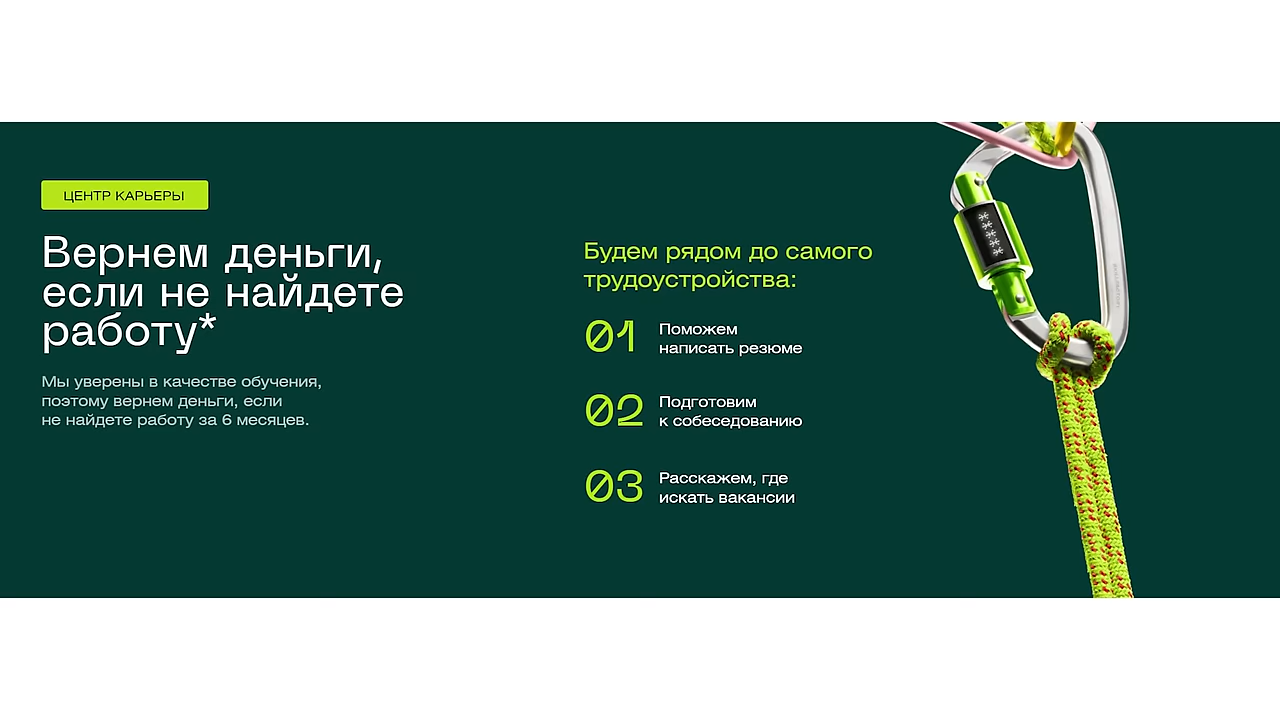 ЦЕНТР КАРЬЕРЫ
Вернем деньги,
если не найдете
работу*
Мы уверены в качестве обучения,
поэтому вернем деньги, если
не найдете работу за 6 месяцев.
Будем рядом до самого
трудоустройства:
01
Поможем
написать резюме
02
Подготовим
к собеседованию
03
Расскажем, где
искать вакансии